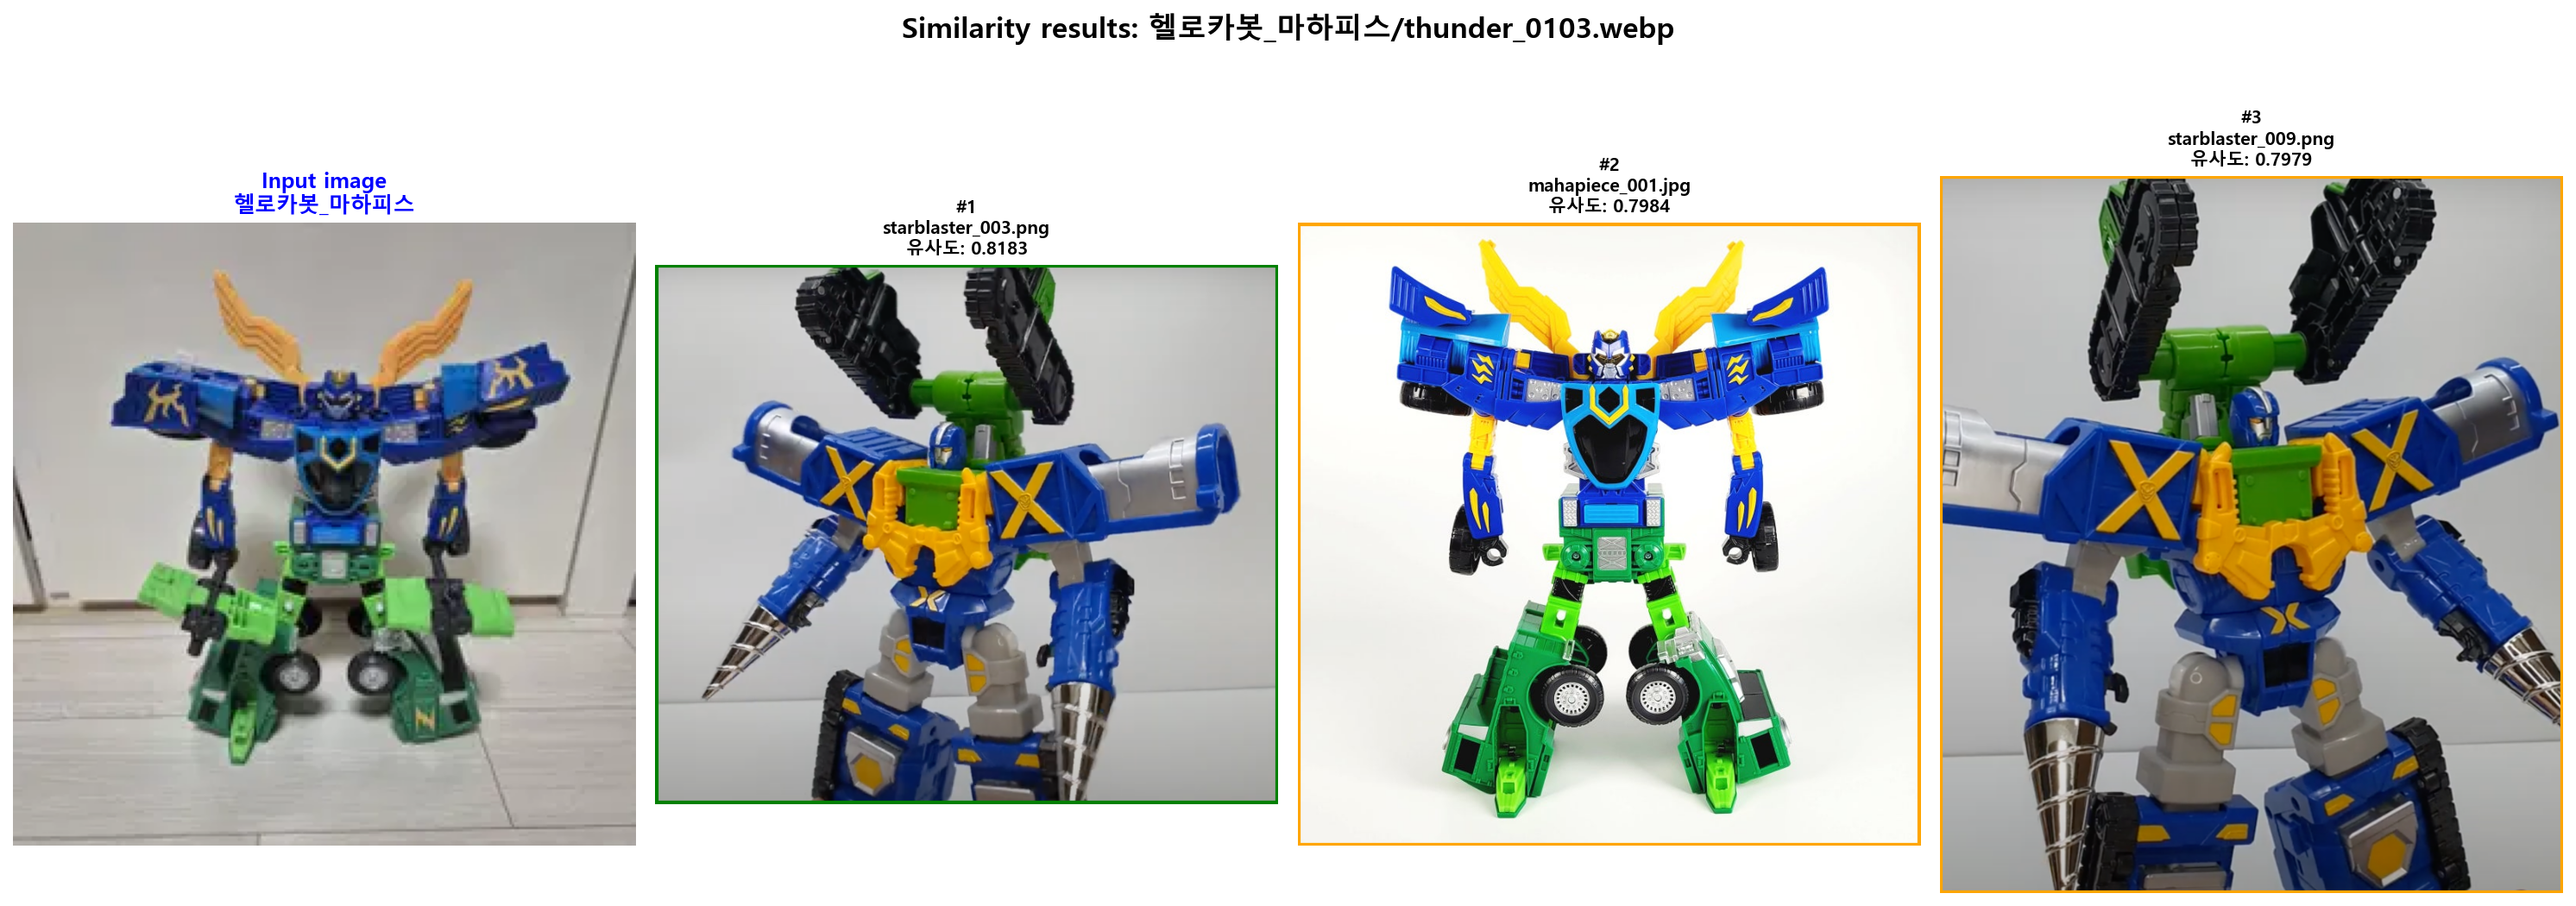 Similarity results: 헬로카봇_마하피스/thunder_0103.webp
Input image
헬로카봇_마하피스
#1
starblaster_003.png
유사도: 0.8183
#2
mahapiece_001.jpg
유사도: 0.7984
#3
starblaster_009.png
유사도: 0.7979